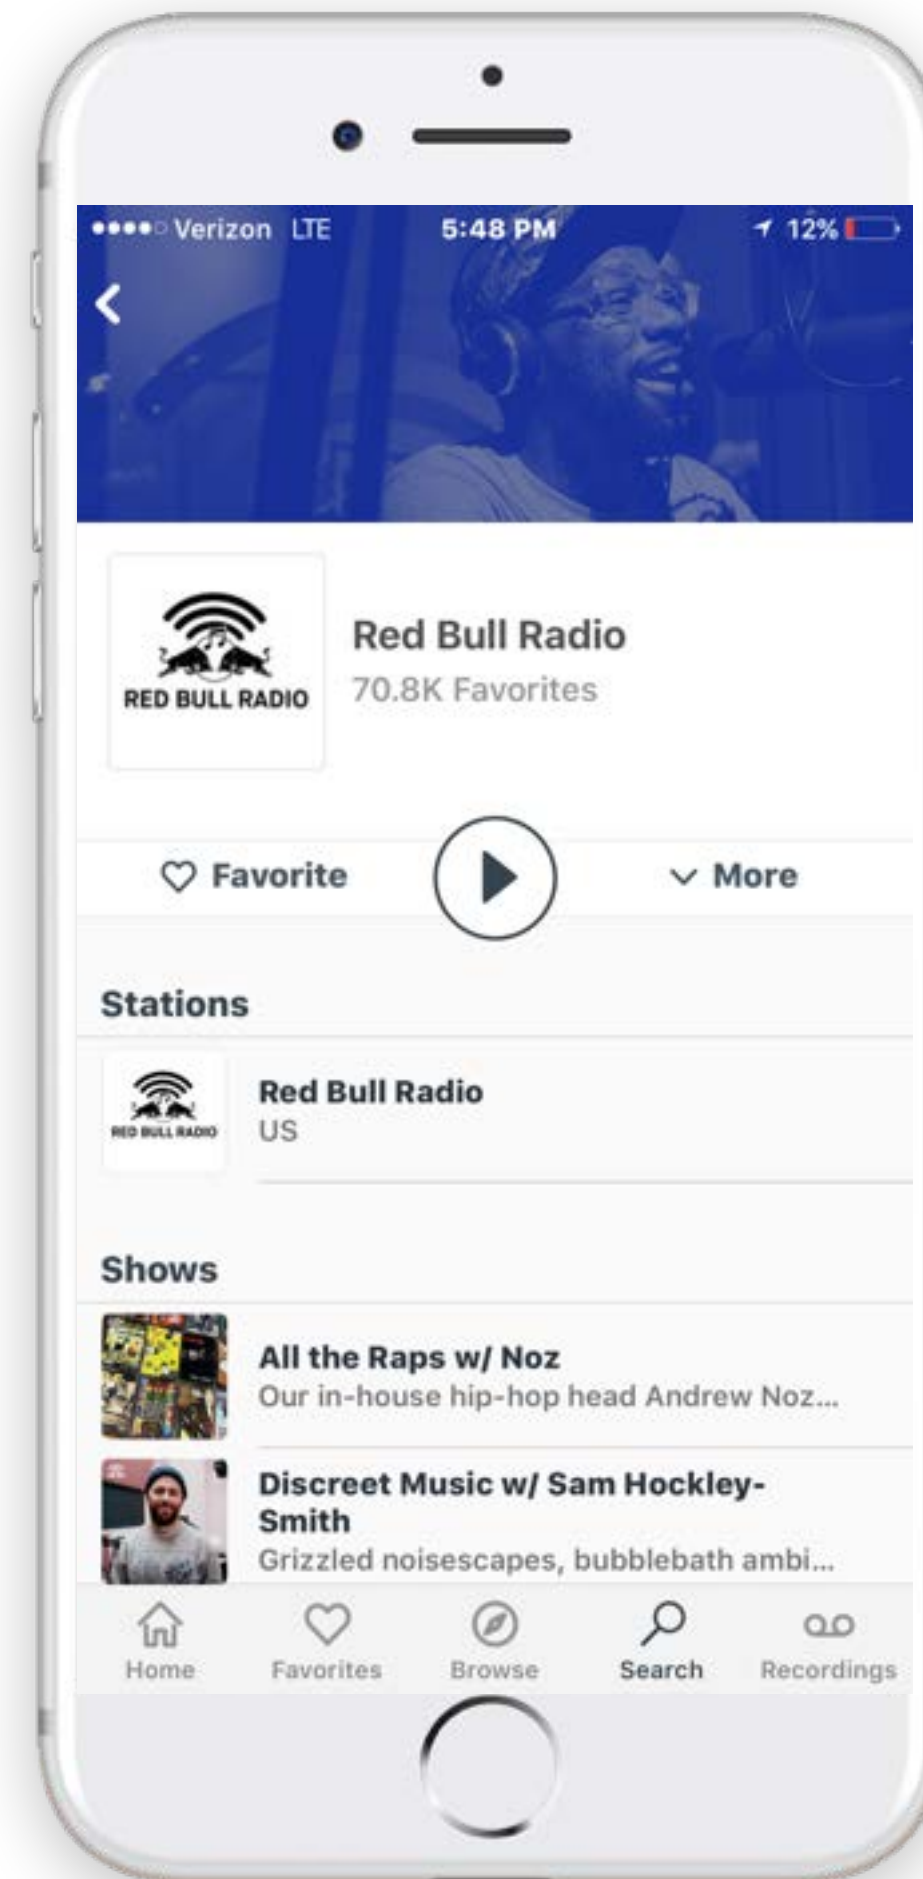 Verizon LTE 5:48 PM 12%
RED BULL RADIO
Red Bull Radio
70.8K Favorites
Favorite
More
Stations
RED BULL RADIO
Red Bull Radio
US
Shows
All the Raps w/ Noz
Our in-house hip-hop head Andrew Noz...
Discreet Music w/ Sam Hockley-
Smith
Grizzled noisescapes, bubblebath ambi...
Home Favorites Browse Search Recordings